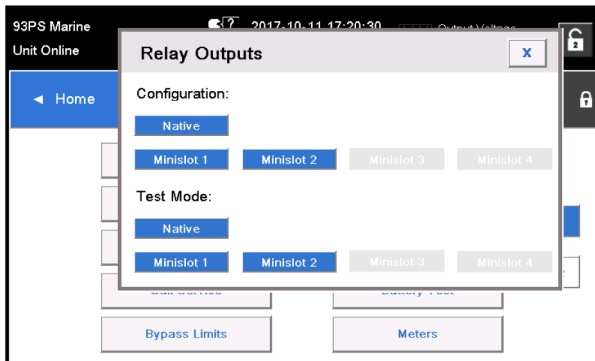 93PS Marine
2017-10-11 17:20:30
Unit Online
2
Relay Outputs
X
◄ Home
Configuration:
Native
Minislot 1 Minislot 2 Minislot 3 Minislot 4
Test Mode:
Native
Minislot 1 Minislot 2 Minislot 3 Minislot 4
Bypass Limits Meters